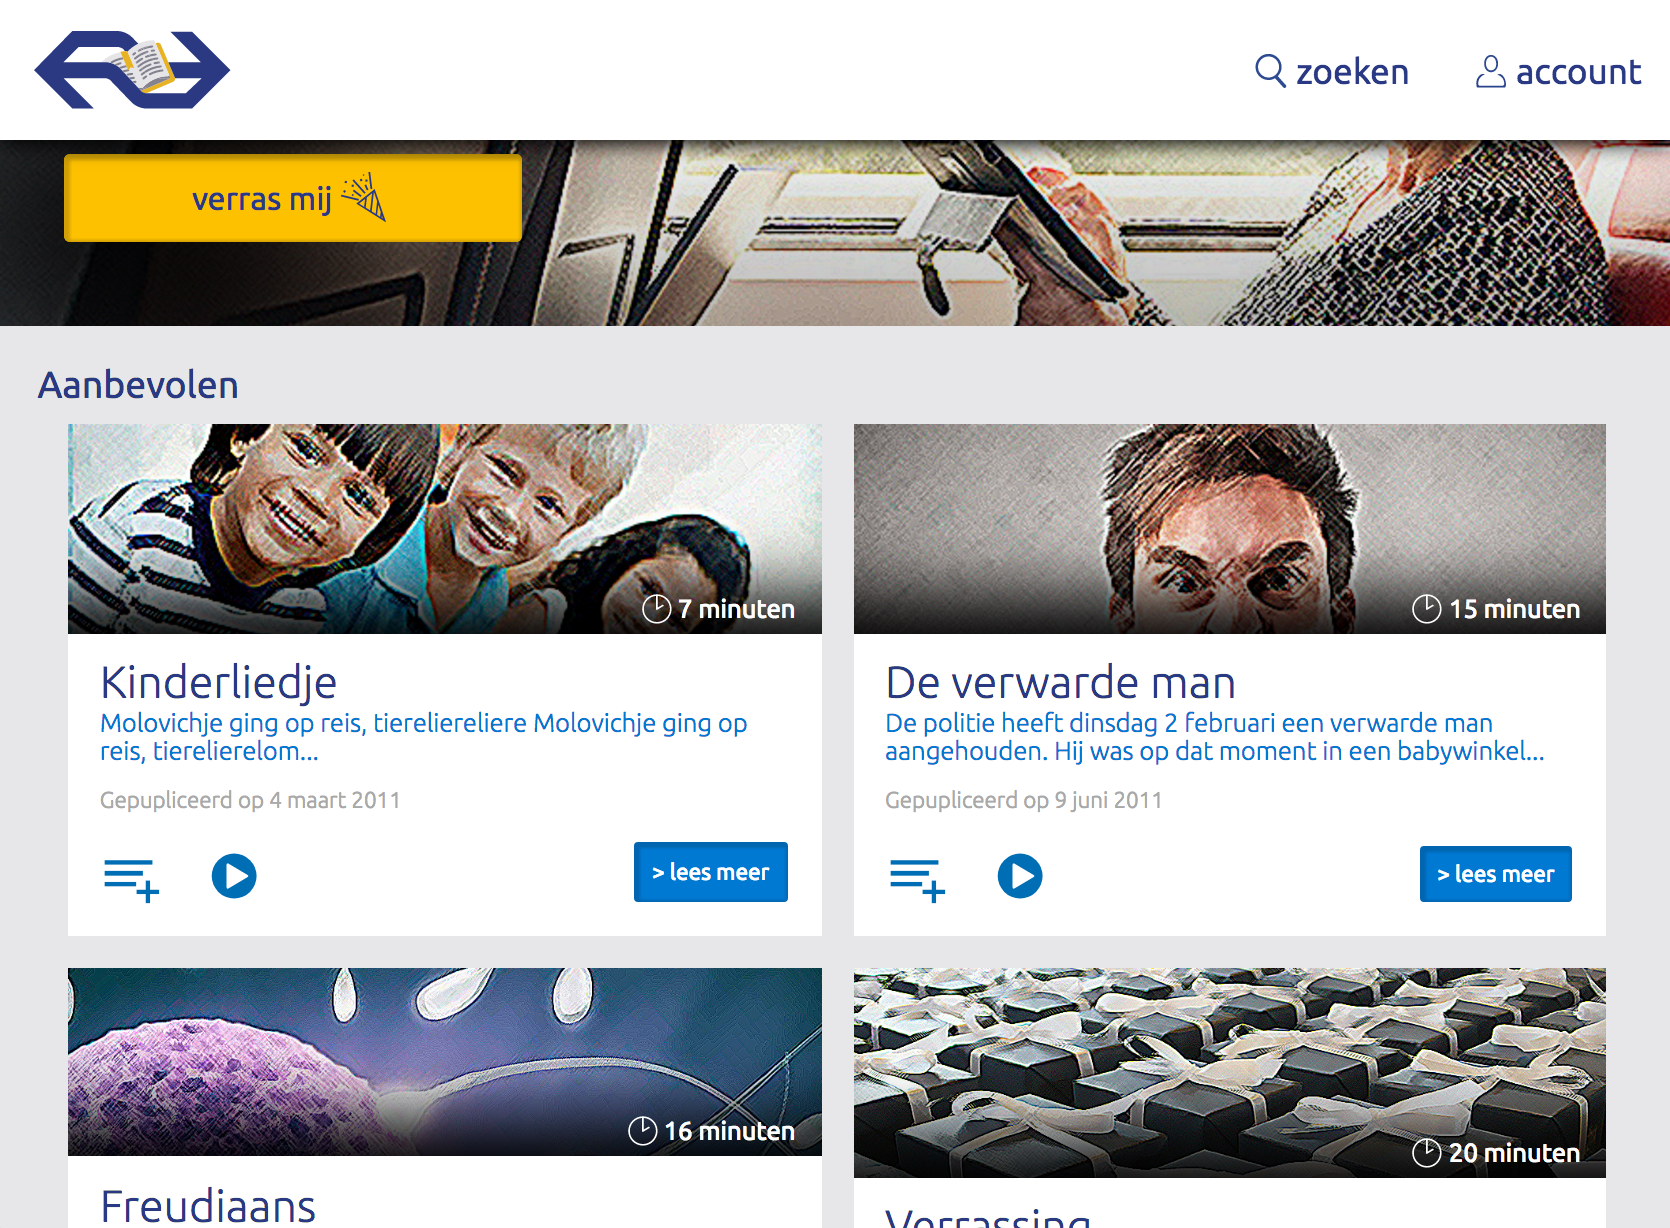 zoeken
account
verras mij
Aanbevolen
7 minuten
15 minuten
Kinderliedje
Molovichje ging op reis, tiereliereliere Molovichje ging op
reis, tierelierelom...
Gepupliceerd op 4 maart 2011
> lees meer
De verwarde man
De politie heeft dinsdag 2 februari een verwarde man
aangehouden. Hij was op dat moment in een babywinkel...
Gepupliceerd op 9 juni 2011
> lees meer
16 minuten
20 minuten
Freudiaans
Verrassing